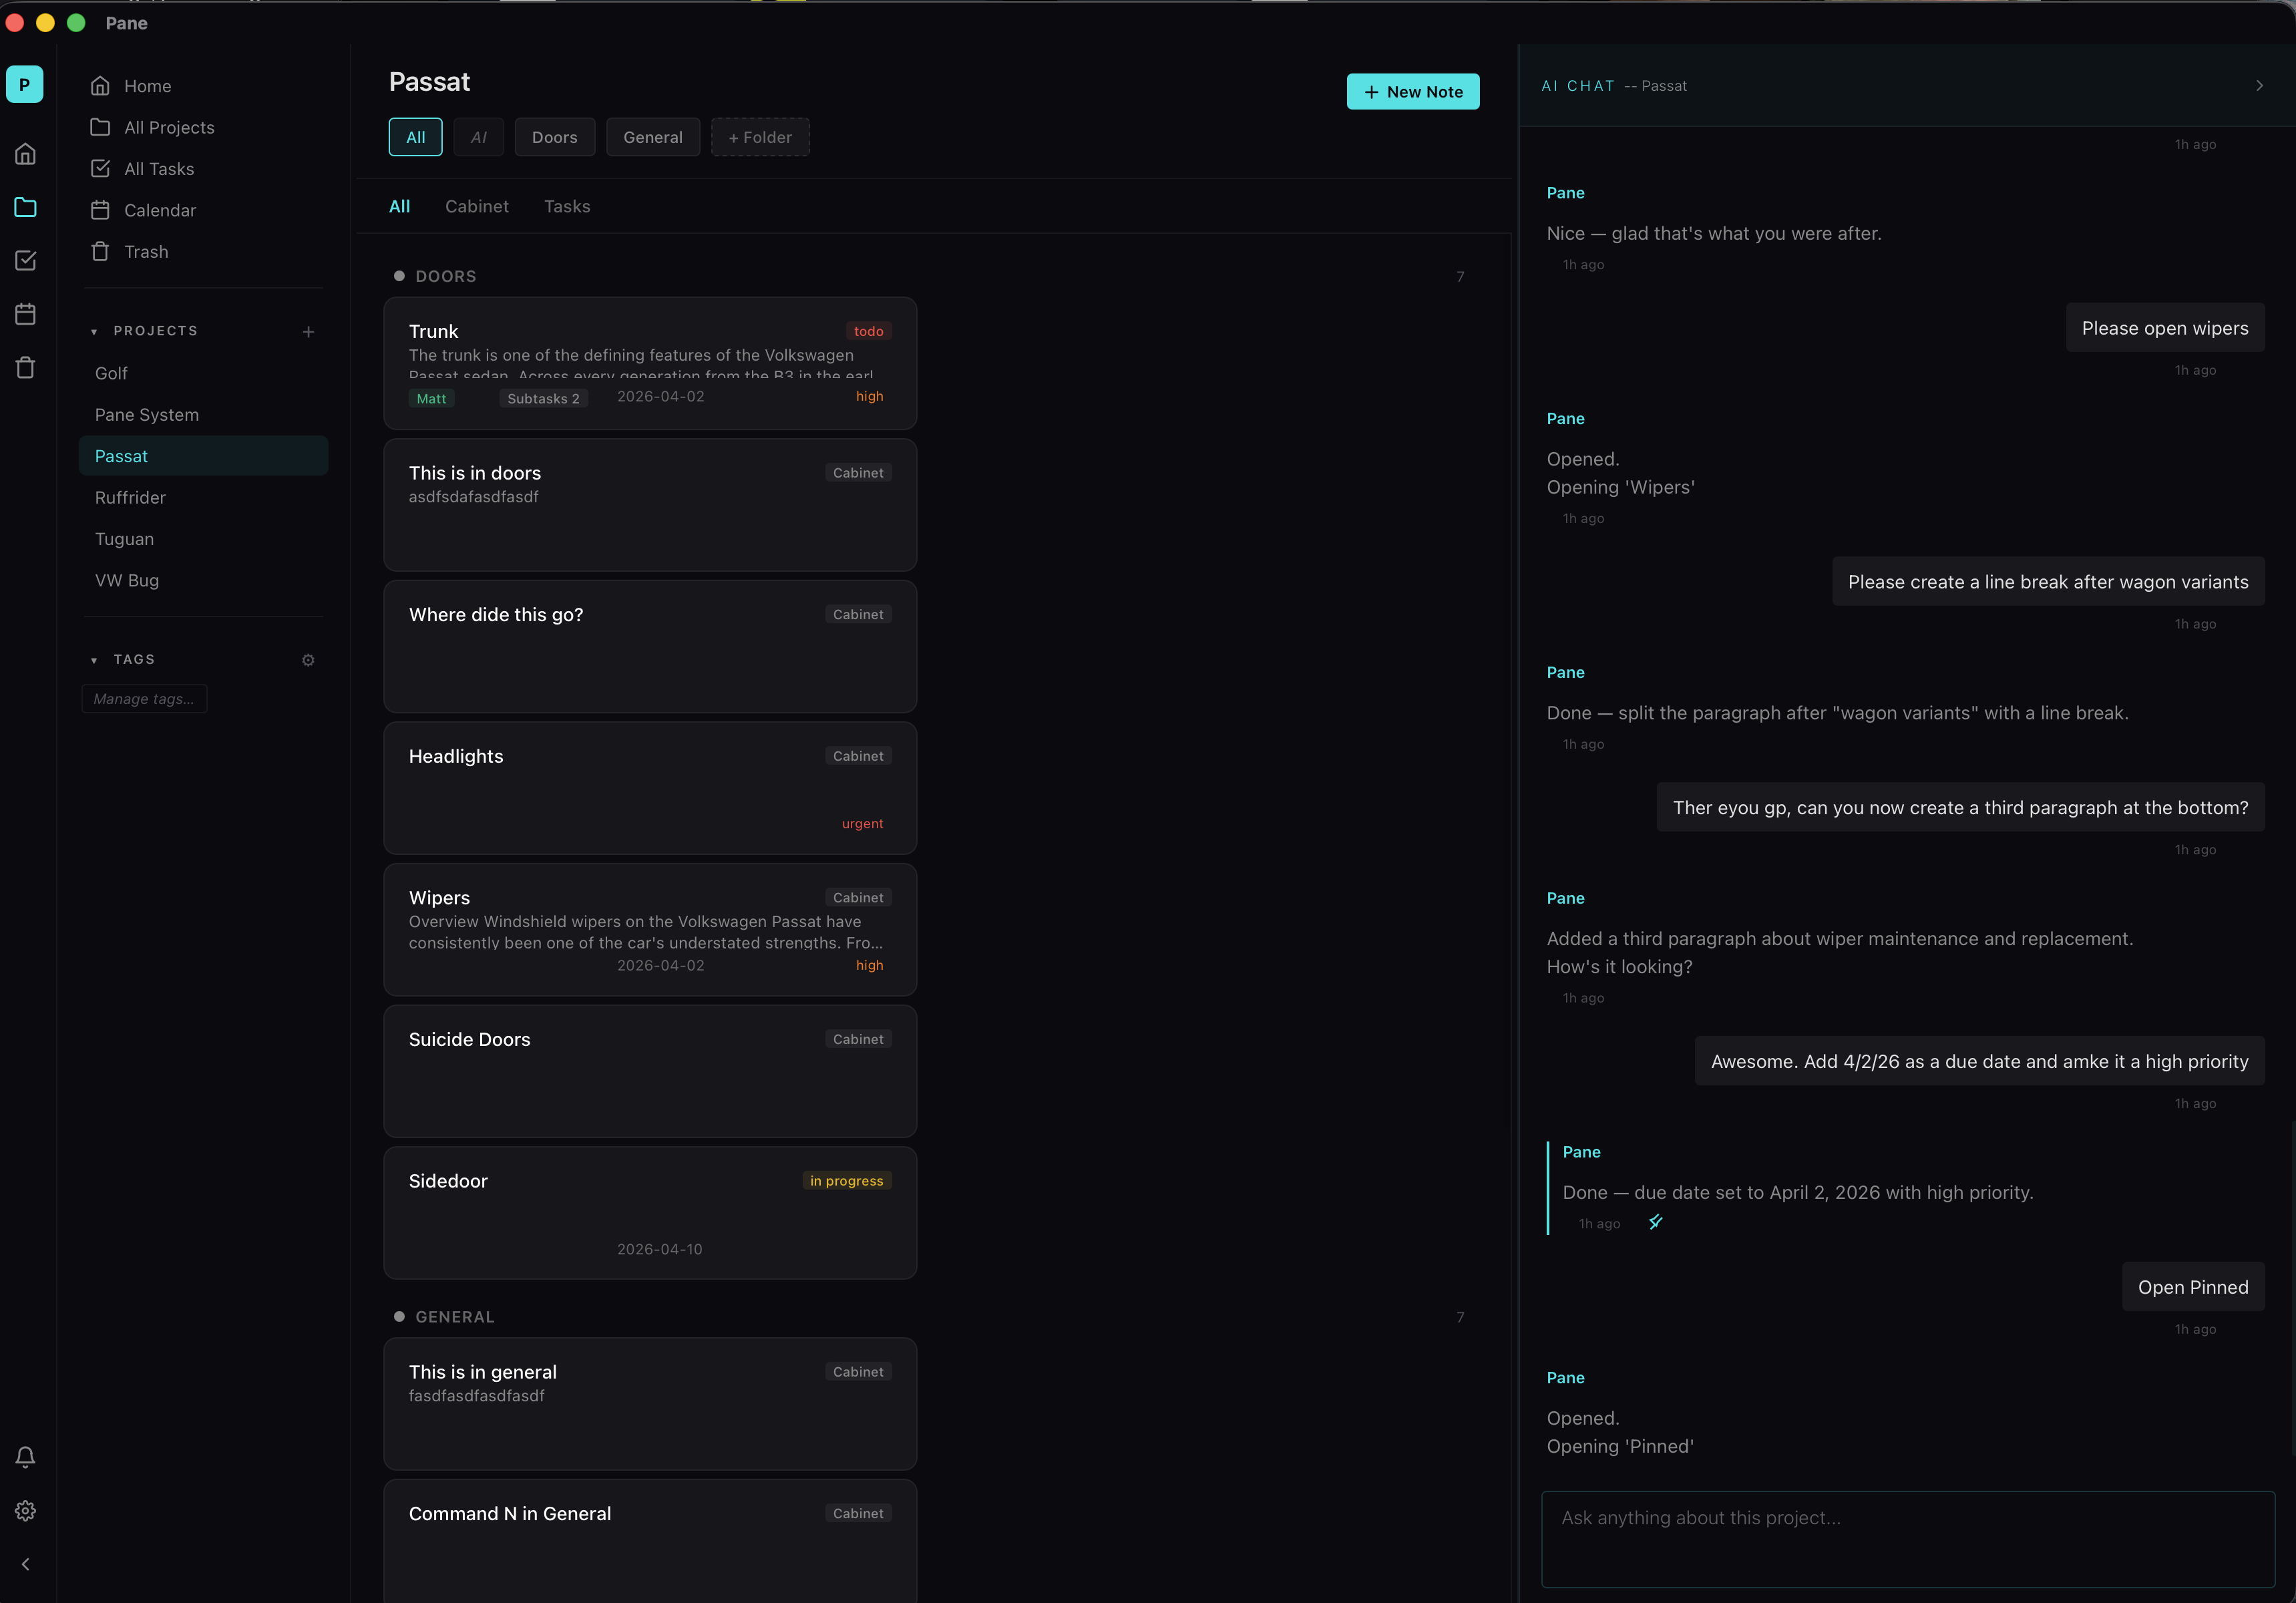 Pane
P
Home
All Projects
All Tasks
Calendar
Trash
PROJECTS
Golf
Pane System
Passat
Ruffrider
Tuguan
VW Bug
TAGS
Manage tags...
Passat
+ New Note
All
AI
Doors
General
+ Folder
All
Cabinet
Tasks
DOORS
7
Trunk
todo
The trunk is one of the defining features of the Volkswagen
Passat sedan. Across every generation from the B3 in the earl
Matt
Subtasks 2
2026-04-02
high
This is in doors
Cabinet
asdfsdafasdfasdf
Where dide this go?
Cabinet
Headlights
Cabinet
urgent
Wipers
Cabinet
Overview Windshield wipers on the Volkswagen Passat have
consistently been one of the car's understated strengths. Fro...
2026-04-02
high
Suicide Doors
Cabinet
Sidedoor
in progress
2026-04-10
GENERAL
7
This is in general
Cabinet
fasdfasdfasdfasdf
Command N in General
Cabinet
AI CHAT -- Passat
1h ago
Pane
Nice — glad that's what you were after.
1h ago
Please open wipers
1h ago
Pane
Opened.
Opening 'Wipers'
1h ago
Please create a line break after wagon variants
1h ago
Pane
Done — split the paragraph after "wagon variants" with a line break.
1h ago
Ther eyou gp, can you now create a third paragraph at the bottom?
1h ago
Pane
Added a third paragraph about wiper maintenance and replacement.
How's it looking?
1h ago
Awesome. Add 4/2/26 as a due date and amke it a high priority
1h ago
Pane
Done — due date set to April 2, 2026 with high priority.
1h ago
Open Pinned
1h ago
Pane
Opened.
Opening 'Pinned'
Ask anything about this project...